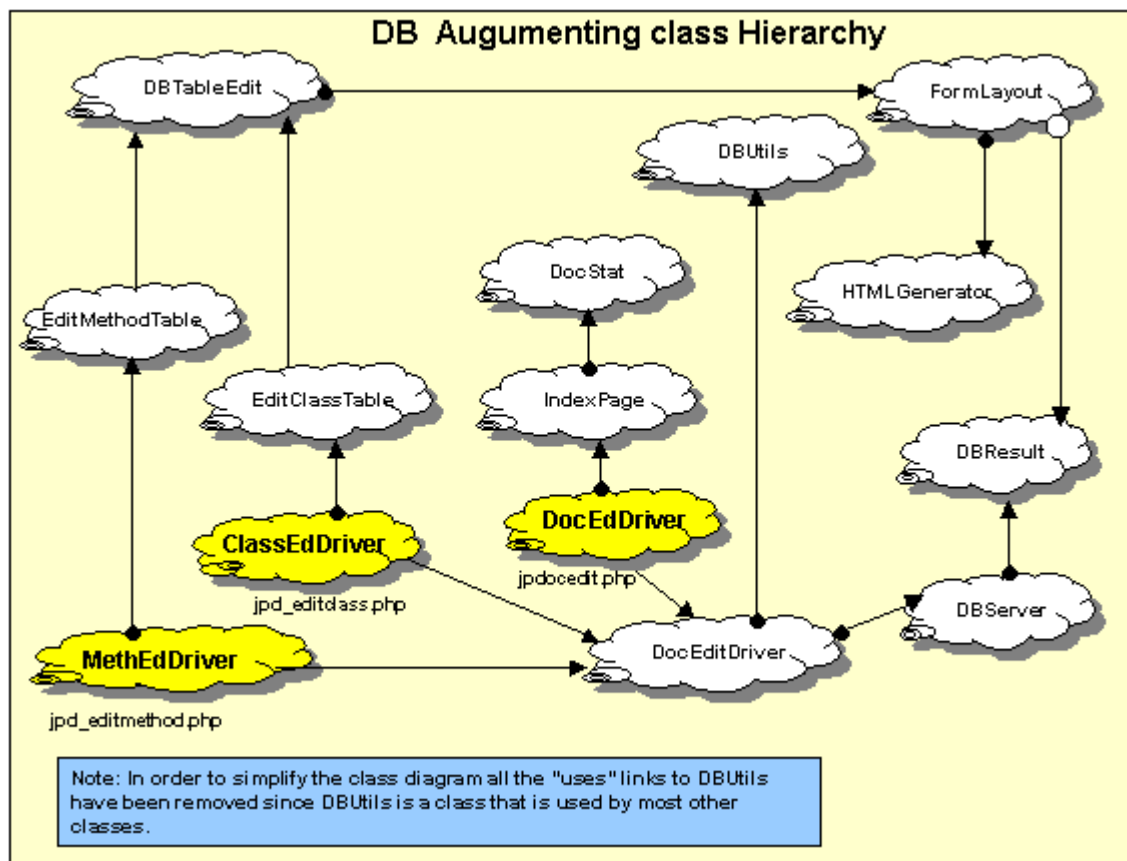 DB Augumenting class Hierarchy
DBTableEdit
FormLayout
DBUtils
DocStat
HTMLGenerator
EditMethodTable
EditClassTable
IndexPage
DBResult
ClassEdDriver
DocEdDriver
jpd_editclass.php
jpdocedit.php
DBServer
MethEdDriver
DocEditDriver
jpd_editmethod.php
Note: In order to simplify the class diagram all the "uses" links to DBUtils
have been removed since DBUtils is a class that is used by most other
classes.